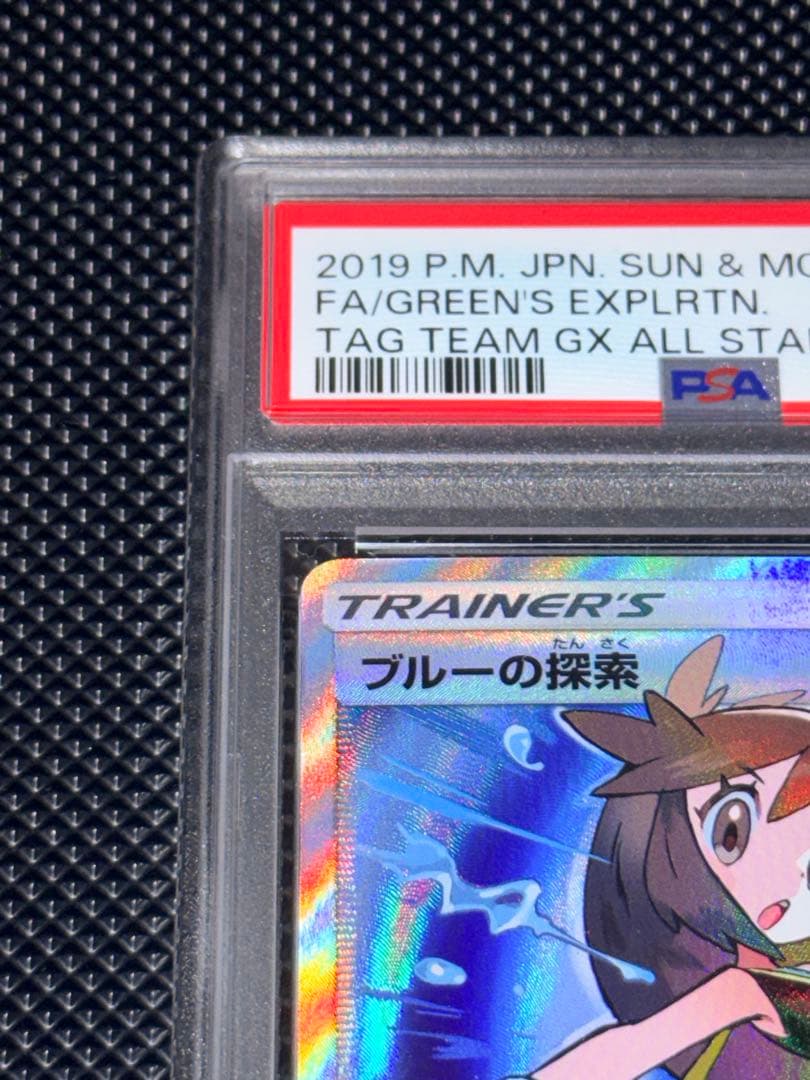 2019 P.M. JPN. SUN & MO
FA/GREEN'S EXPLRTN.
TAG TEAM GX ALL STA
PSA
TRAINER'S
たん さく
ブルーの探索